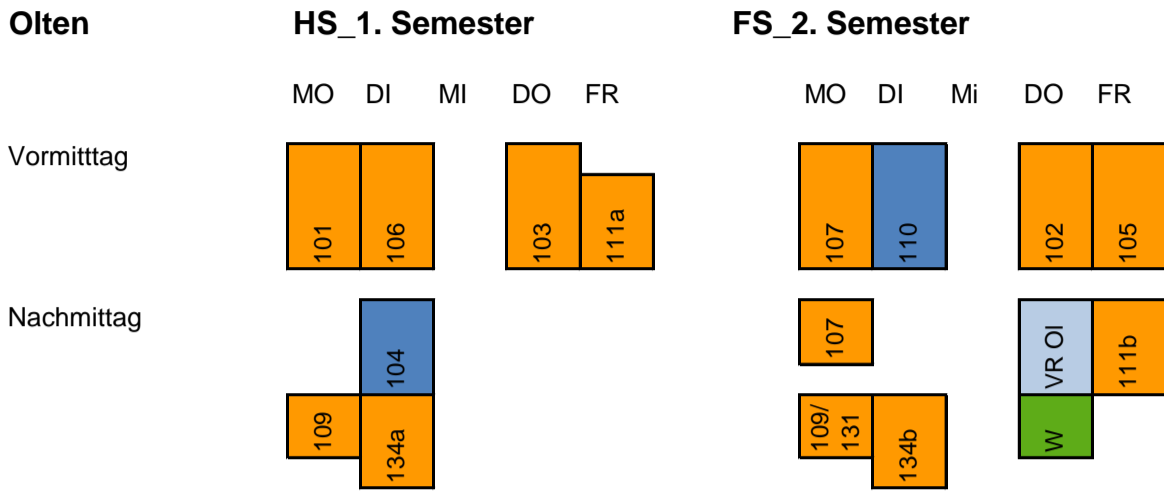 Olten HS_1. Semester FS_2. Semester
MO DI MI DO FR MO DI Mi DO FR
Vormitttag
101 106 103 111a 107 110 102 105
Nachmittag
104 107 VR OI 111b
109 134a 109/
131 134b W